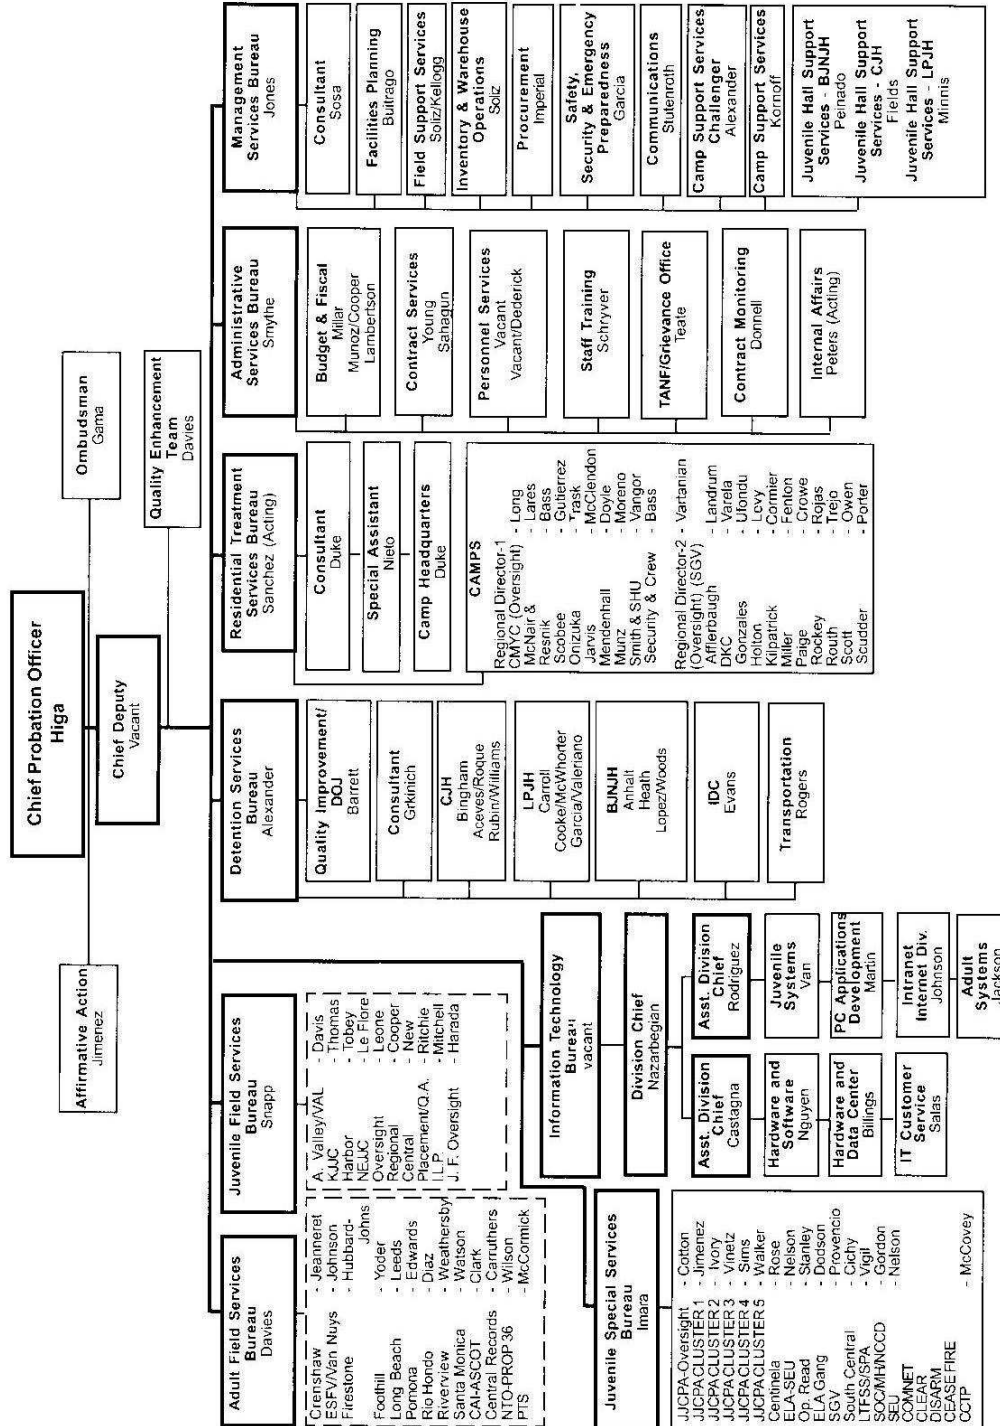 Chief Probation Officer
Higa
Affirmative Action
Jimenez
Ombudsman
Gama
Chief Deputy
Vacant
Quality Enhancement
Team
Davies
Adult Field Services
Bureau
Davies
Crenshaw - Jeanneret
ESFV/Van Nuys - Johnson
Firestone - Hubbard-
Johns
Foothill - Yoder
Long Beach - Leeds
Pomona - Edwards
Rio Hondo - Diaz
Riverview - Weathersby
Santa Monica - Watson
CAI-ASCOT - Clark
Central Records - Carruthers
NTO-PROP 36 - Wilson
PTS - McCormick
Juvenile Field Services
Bureau
Snapp
A. Valley/VAL - Davis
KJJC - Thomas
Harbor - Tobey
NEJJC - Le Flore
Oversight - Leone
Regional - Cooper
Central - New
Placement/Q.A. - Ritchie
I.L.P. - Mitchell
J. F. Oversight - Harada
Juvenile Special Services
Bureau
Imara
JJCPA-Oversight - Cotton
JJCPA CLUSTER 1 - Jimenez
JJCPA CLUSTER 2 - Ivory
JJCPA CLUSTER 3 - Vinetz
JJCPA CLUSTER 4 - Sims
JJCPA CLUSTER 5 - Walker
Centinela - Rose
ELA-SEU - Nelson
Op. Read - Stanley
ELA Gang - Dodson
SGV - Provencio
South Central - Cichy
LTFSS/SPA - Vigil
SOC/MH/NCCD - Gordon
SEU - Nelson
DOMNET
CLEAR
DISARM
CEASEFIRE
CCTP - McCovey
Information Technology
Bureau
vacant
Division Chief
Nazarbegian
Asst. Division
Chief
Castagna
Hardware and
Software
Nguyen
Hardware and
Data Center
Billings
IT Customer
Service
Salas
Asst. Division
Chief
Rodriguez
Juvenile
Systems
Van
PC Applications
Development
Martin
Intranet
Internet Div.
Johnson
Adult
Systems
Jackson
Detention Services
Bureau
Alexander
Quality Improvement/
DOJ
Barrett
Consultant
Grkinich
CJH
Bingham
Aceves/Roque
Rubin/Williams
LPJH
Carroll
Cooke/McWhorter
Garcia/Valeriano
BJNJH
Anhalt
Heath
Lopez/Woods
IDC
Evans
Transportation
Rogers
Residential Treatment
Services Bureau
Sanchez (Acting)
Consultant
Duke
Special Assistant
Nieto
Camp Headquarters
Duke
CAMPS
Regional Director-1
CMYC (Oversight) - Long
McNair & - Lares
Resnik - Bass
Scobee - Gutierrez
Onizuka - Trask
Jarvis - McClendon
Mendenhall - Doyle
Munz - Moreno
Smith & SHU - Vangor
Security & Crew - Bass
Regional Director-2 - Vartanian
(Oversight) (SGV)
Afflerbaugh - Landrum
DKC - Varela
Gonzales - Ufondu
Holton - Levy
Kilpatrick - Cormier
Miller - Fenton
Paige - Crowe
Rockey - Rojas
Routh - Trejo
Scott - Owen
Scudder - Porter
Administrative
Services Bureau
Smythe
Budget & Fiscal
Millar
Munoz/Cooper
Lambertson
Contract Services
Young
Sahagun
Personnel Services
Vacant
Vacant/Dederick
Staff Training
Schryver
TANF/Grievance Office
Teate
Contract Monitoring
Donnell
Internal Affairs
Peters (Acting)
Management
Services Bureau
Jones
Consultant
Sosa
Facilities Planning
Buitrago
Field Support Services
Soliz/Kellogg
Inventory & Warehouse
Operations
Soliz
Procurement
Imperial
Safety,
Security & Emergency
Preparedness
Garcia
Communications
Stutenroth
Camp Support Services
Challenger
Alexander
Camp Support Services
Kornoff
Juvenile Hall Support
Services - BJNJH
Peinado
Juvenile Hall Support
Services - CJH
Fields
Juvenile Hall Support
Services - LPJH
Minnis